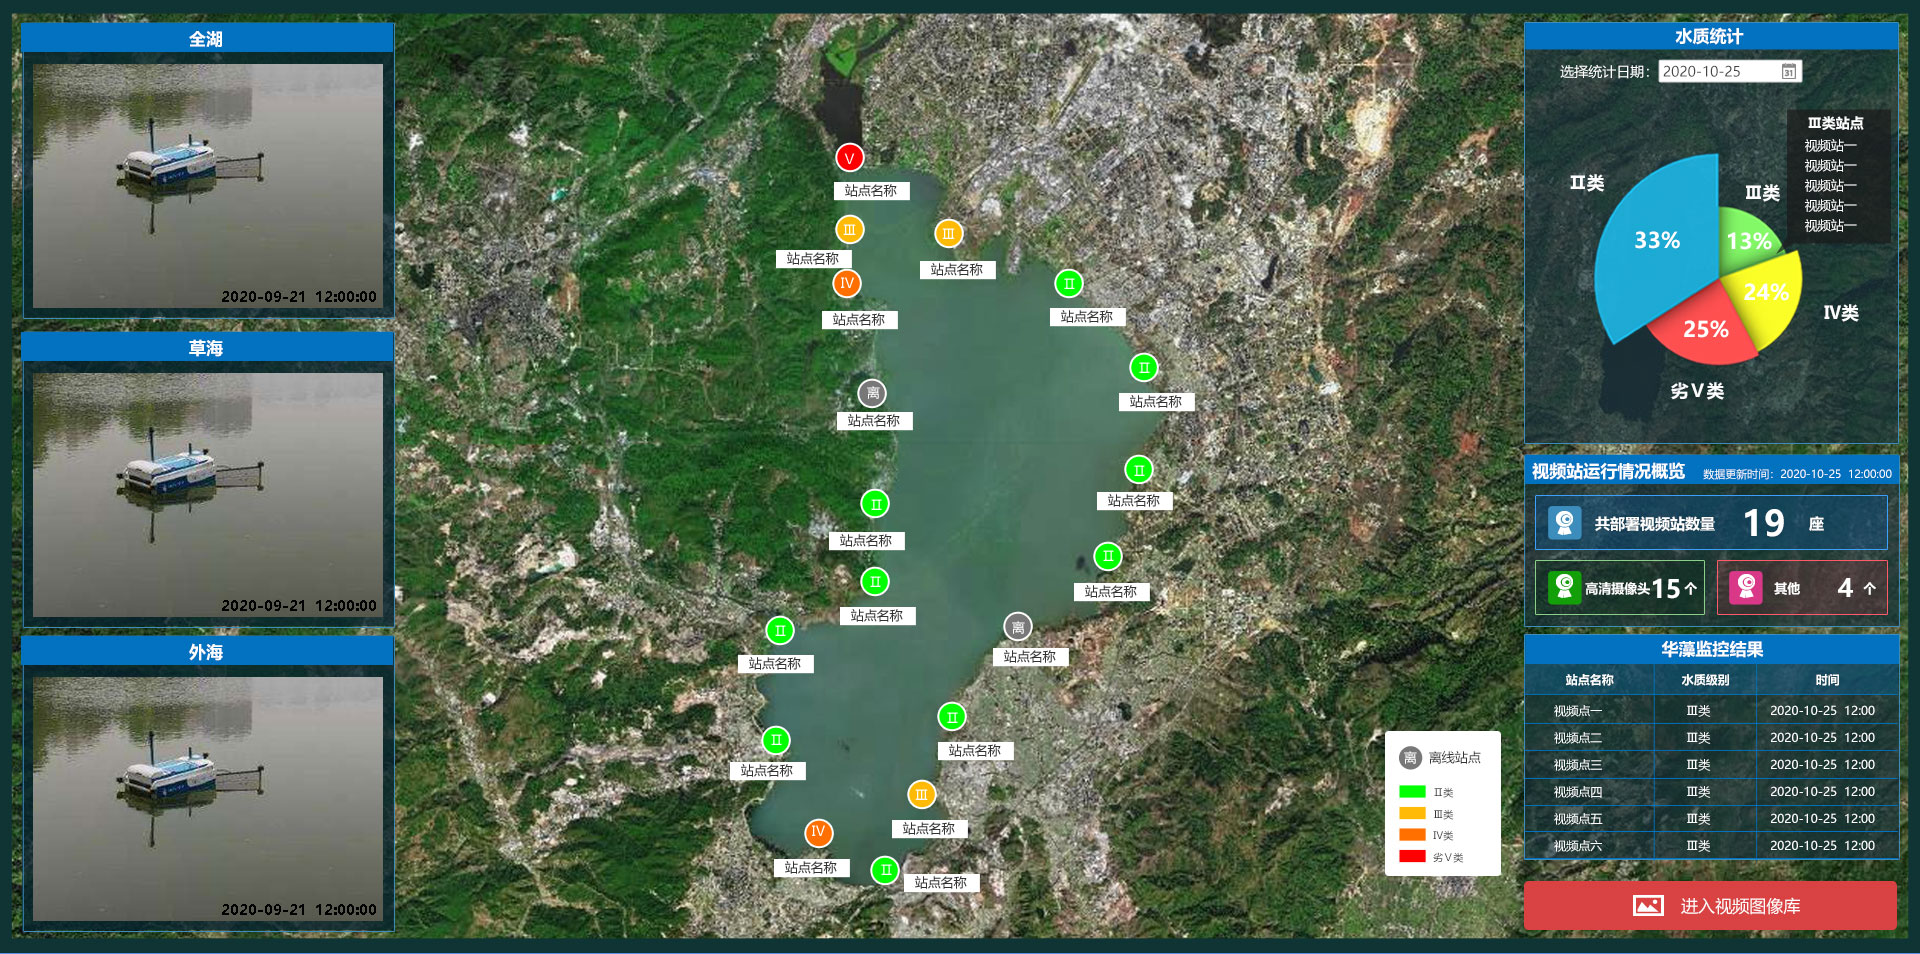 全湖
2020-09-21 12:00:00
草海
2020-09-21 12:00:00
外海
2020-09-21 12:00:00
V
站点名称
Ⅲ
站点名称
Ⅲ
站点名称
Ⅳ
站点名称
Ⅱ
站点名称
Ⅱ
站点名称
离
站点名称
Ⅱ
站点名称
Ⅱ
站点名称
Ⅱ
站点名称
Ⅱ
站点名称
Ⅱ
站点名称
离
站点名称
Ⅱ
站点名称
Ⅱ
站点名称
Ⅲ
站点名称
Ⅳ
站点名称
Ⅱ
站点名称
离 离线站点
Ⅱ类
Ⅲ类
Ⅳ类
劣Ⅴ类
水质统计
选择统计日期： 2020-10-25 31
Ⅲ类站点
视频站一
视频站一
视频站一
视频站一
视频站一
Ⅱ类
Ⅲ类
33%
13%
24%
Ⅳ类
25%
劣Ⅴ类
视频站运行情况概览 数据更新时间：2020-10-25 12:00:00
共部署视频站数量 19 座
高清摄像头 15 个
其他 4 个
华藻监控结果
站点名称 水质级别 时间
视频点一 Ⅲ类 2020-10-25 12:00
视频点二 Ⅲ类 2020-10-25 12:00
视频点三 Ⅲ类 2020-10-25 12:00
视频点四 Ⅲ类 2020-10-25 12:00
视频点五 Ⅲ类 2020-10-25 12:00
视频点六 Ⅲ类 2020-10-25 12:00
进入视频图像库